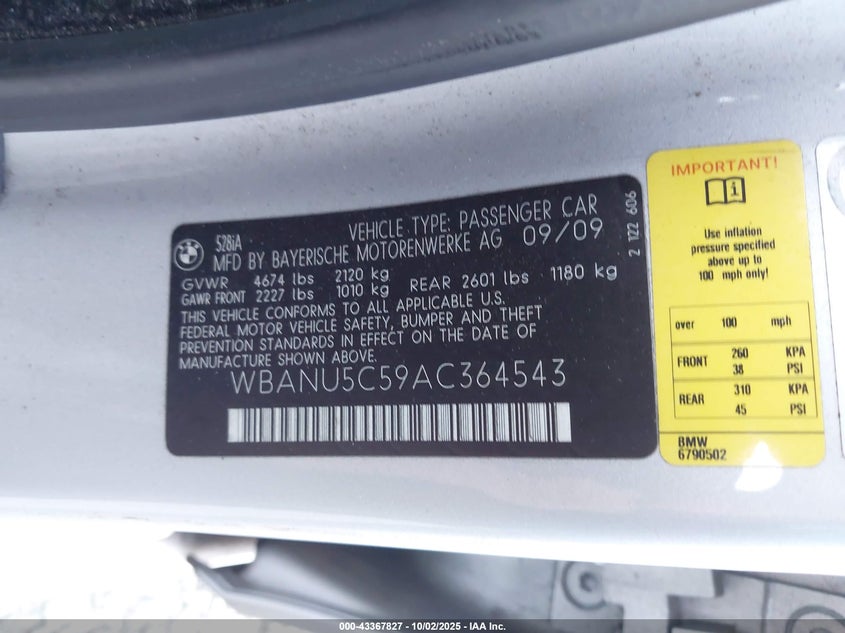 BMW
528iA
VEHICLE TYPE: PASSENGER CAR
MFD BY BAYERISCHE MOTORENWERKE AG 09/09
GVWR 4674 lbs 2120 kg
GAWR FRONT 2227 lbs 1010 kg REAR 2601 lbs 1180 kg
THIS VEHICLE CONFORMS TO ALL APPLICABLE U.S.
FEDERAL MOTOR VEHICLE SAFETY, BUMPER AND THEFT
PREVENTION STANDARDS IN EFFECT ON THE DATE OF
MANUFACTURE SHOWN ABOVE.
WBANU5C59AC364543
2 122 606
IMPORTANT!
i
Use inflation
pressure specified
above up to
100 mph only!
over 100 mph
FRONT 260 KPA
38 PSI
REAR 310 KPA
45 PSI
BMW
6790502
000-43367827 - 10/02/2025 - IAA Inc.